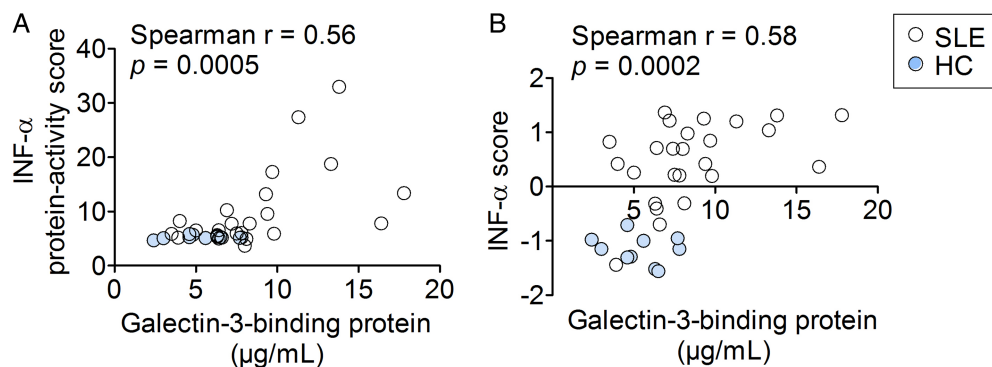 A
Spearman r = 0.56
p = 0.0005
INF-α
protein-activity score
40
30
20
10
0
0
5
10
15
20
Galectin-3-binding protein
(µg/mL)
B
Spearman r = 0.58
p = 0.0002
INF-α score
2
1
0
-1
-2
5
10
15
20
Galectin-3-binding protein
(µg/mL)
SLE
HC